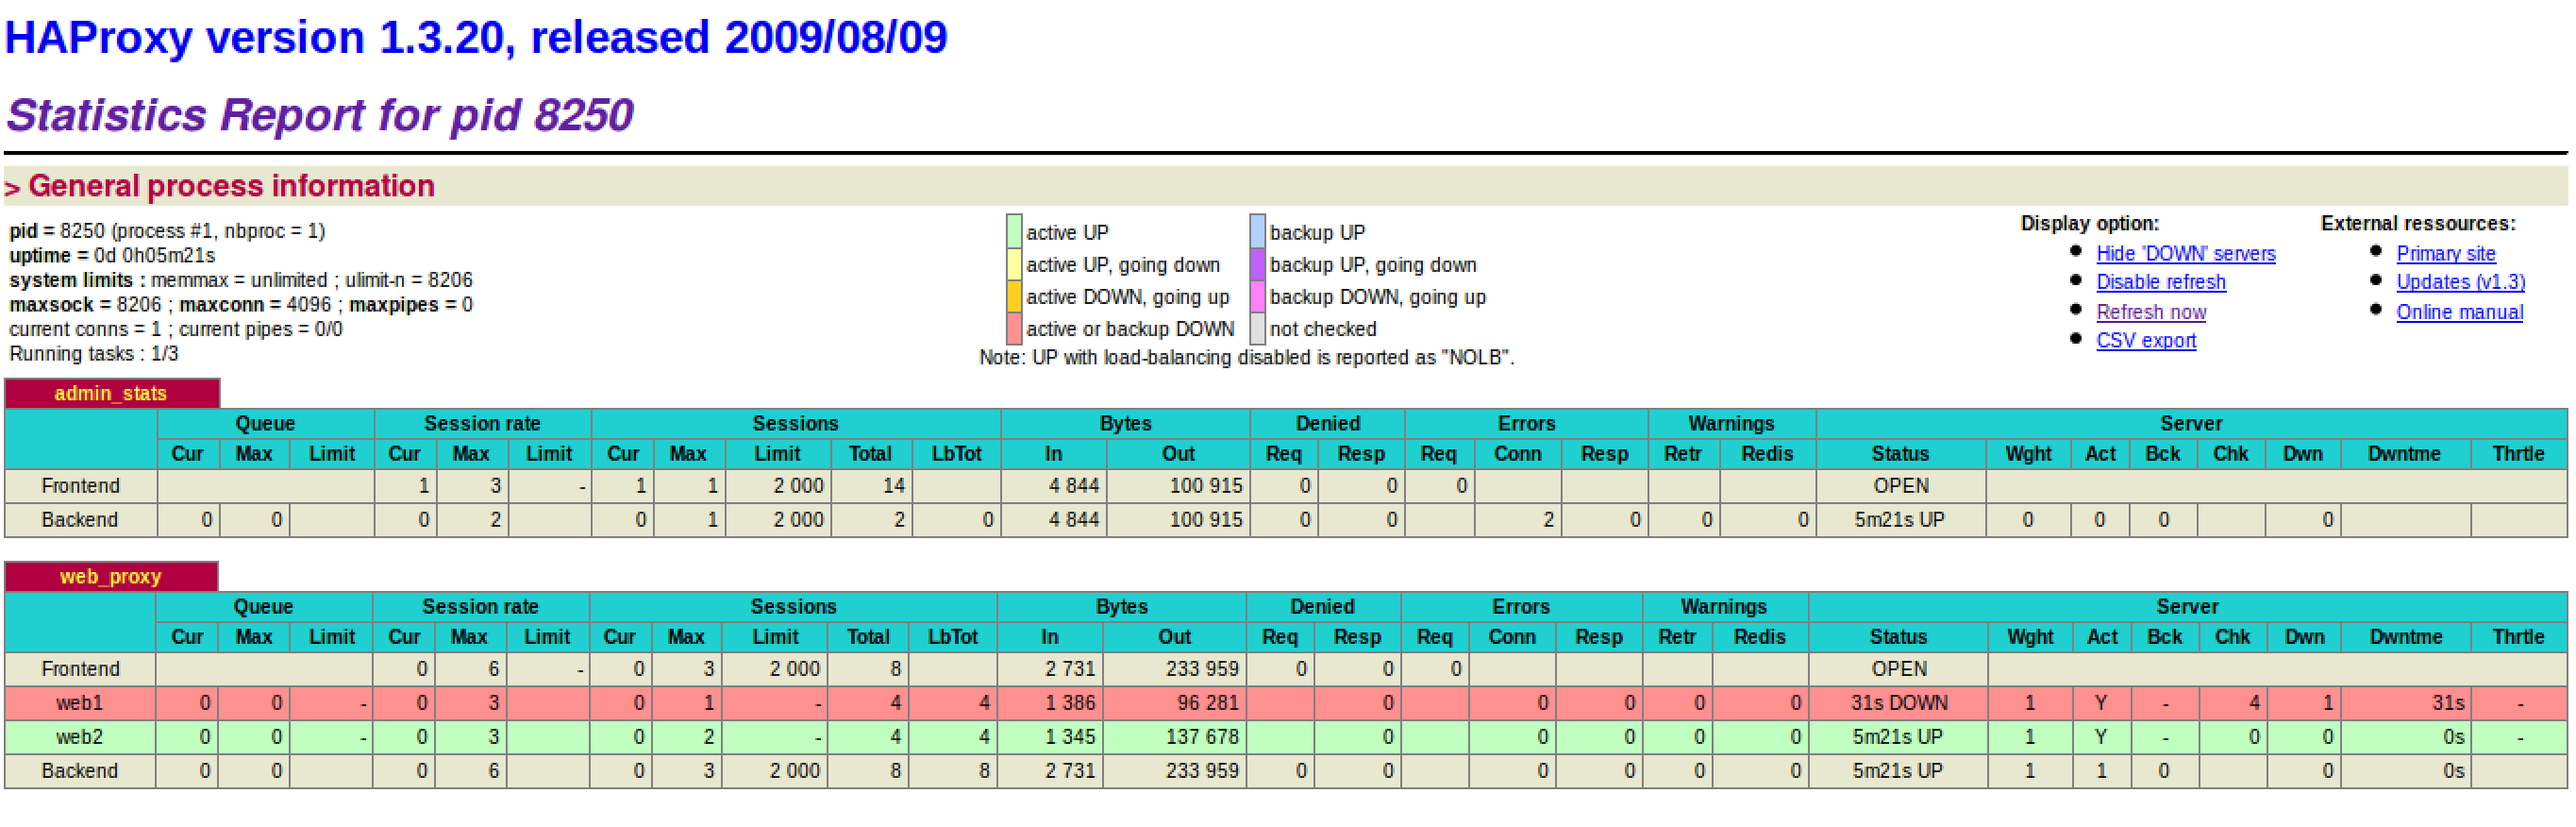 HAProxy version 1.3.20, released 2009/08/09
Statistics Report for pid 8250
> General process information
pid = 8250 (process #1, nbproc = 1)
uptime = 0d 0h05m21s
system limits : memmax = unlimited ; ulimit-n = 8206
maxsock = 8206 ; maxconn = 4096 ; maxpipes = 0
current conns = 1 ; current pipes = 0/0
Running tasks : 1/3
active UP backup UP
active UP, going down backup UP, going down
active DOWN, going up backup DOWN, going up
active or backup DOWN not checked
Note: UP with load-balancing disabled is reported as "NOLB".
Display option:
Hide 'DOWN' servers
Disable refresh
Refresh now
CSV export
External ressources:
Primary site
Updates (v1.3)
Online manual
admin_stats
Queue Session rate Sessions Bytes Denied Errors Warnings Server
Cur Max Limit Cur Max Limit Cur Max Limit Total LbTot In Out Req Resp Req Conn Resp Retr Redis Status Wght Act Bck Chk Dwn Dwntme Thrtle
Frontend 1 3 - 1 1 2 000 14 4 844 100 915 0 0 0 OPEN
Backend 0 0 0 2 0 1 2 000 2 0 4 844 100 915 0 0 2 0 0 0 5m21s UP 0 0 0 0
web_proxy
Queue Session rate Sessions Bytes Denied Errors Warnings Server
Cur Max Limit Cur Max Limit Cur Max Limit Total LbTot In Out Req Resp Req Conn Resp Retr Redis Status Wght Act Bck Chk Dwn Dwntme Thrtle
Frontend 0 6 - 0 3 2 000 8 2 731 233 959 0 0 0 OPEN
web1 0 0 - 0 3 0 1 - 4 4 1 386 96 281 0 0 0 0 0 31s DOWN 1 Y - 4 1 31s -
web2 0 0 - 0 3 0 2 - 4 4 1 345 137 678 0 0 0 0 0 5m21s UP 1 Y - 0 0 0s -
Backend 0 0 0 6 0 3 2 000 8 8 2 731 233 959 0 0 0 0 0 0 5m21s UP 1 1 0 0 0s